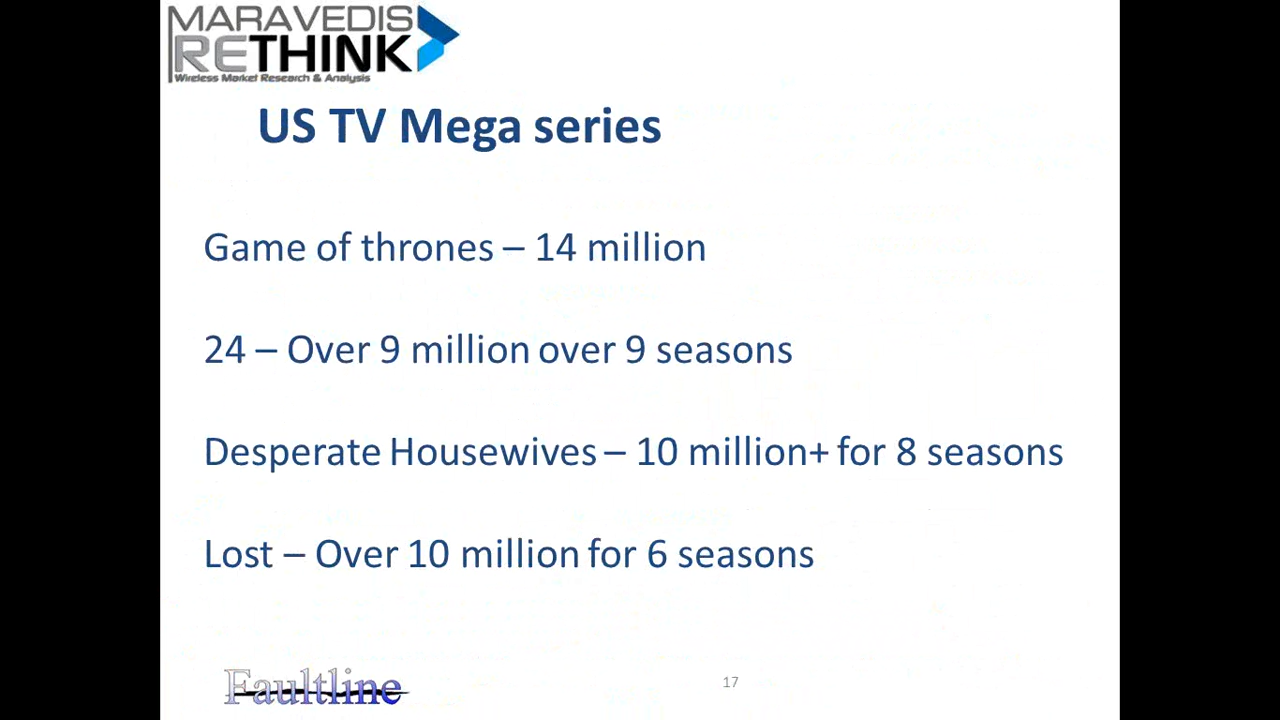 MARAVEDIS
RETHINK
Wireless Market Research & Analysis
US TV Mega series
Game of thrones – 14 million
24 – Over 9 million over 9 seasons
Desperate Housewives – 10 million+ for 8 seasons
Lost – Over 10 million for 6 seasons
Faultline
17